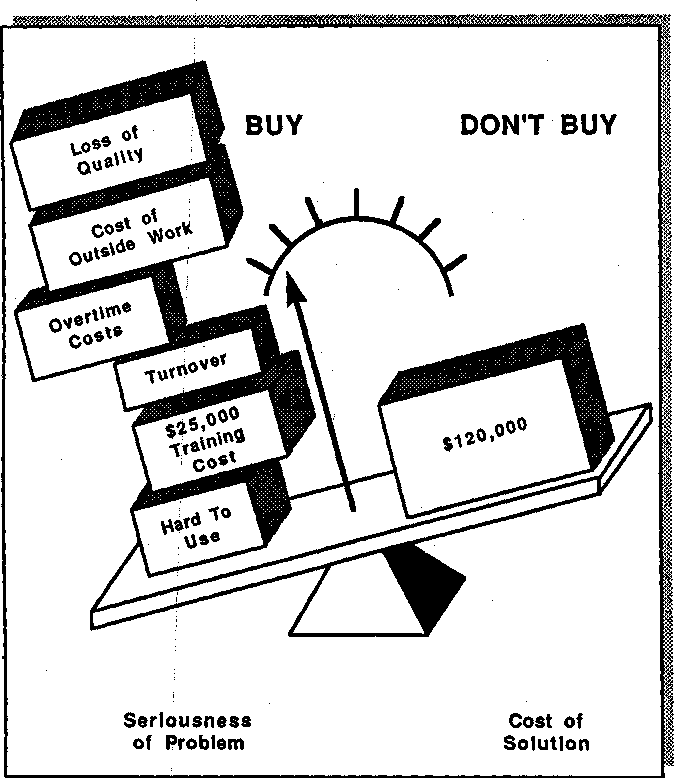 BUY
DON'T BUY
Loss of
Quality
Cost of
Outside Work
Overtime
Costs
Turnover
$25,000
Training
Cost
Hard To
Use
$120,000
Seriousness
of Problem
Cost of
Solution